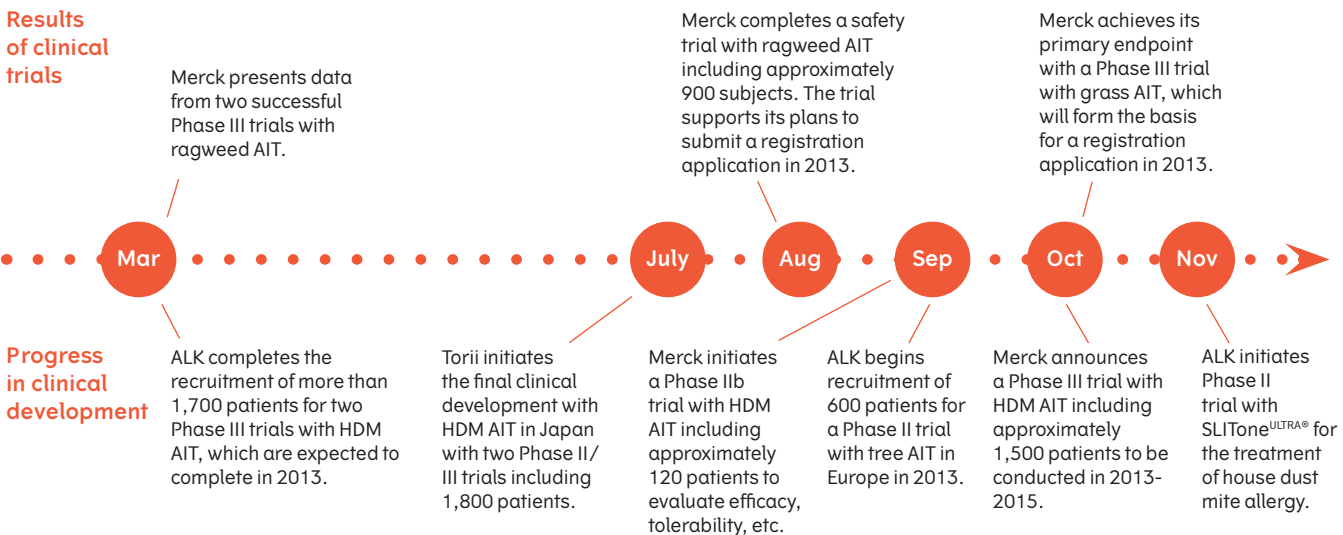 Results
of clinical
trials
Merck presents data
from two successful
Phase III trials with
ragweed AIT.
Merck completes a safety
trial with ragweed AIT
including approximately
900 subjects. The trial
supports its plans to
submit a registration
application in 2013.
Merck achieves its
primary endpoint
with a Phase III trial
with grass AIT, which
will form the basis
for a registration
application in 2013.
Mar
July
Aug
Sep
Oct
Nov
Progress
in clinical
development
ALK completes the
recruitment of more than
1,700 patients for two
Phase III trials with HDM
AIT, which are expected to
complete in 2013.
Torii initiates
the final clinical
development with
HDM AIT in Japan
with two Phase II/
III trials including
1,800 patients.
Merck initiates
a Phase IIb
trial with HDM
AIT including
approximately
120 patients to
evaluate efficacy,
tolerability, etc.
ALK begins
recruitment of
600 patients for
a Phase II trial
with tree AIT in
Europe in 2013.
Merck announces
a Phase III trial with
HDM AIT including
approximately
1,500 patients to be
conducted in 2013-
2015.
ALK initiates
Phase II
trial with
SLITone ULTRA® for
the treatment
of house dust
mite allergy.